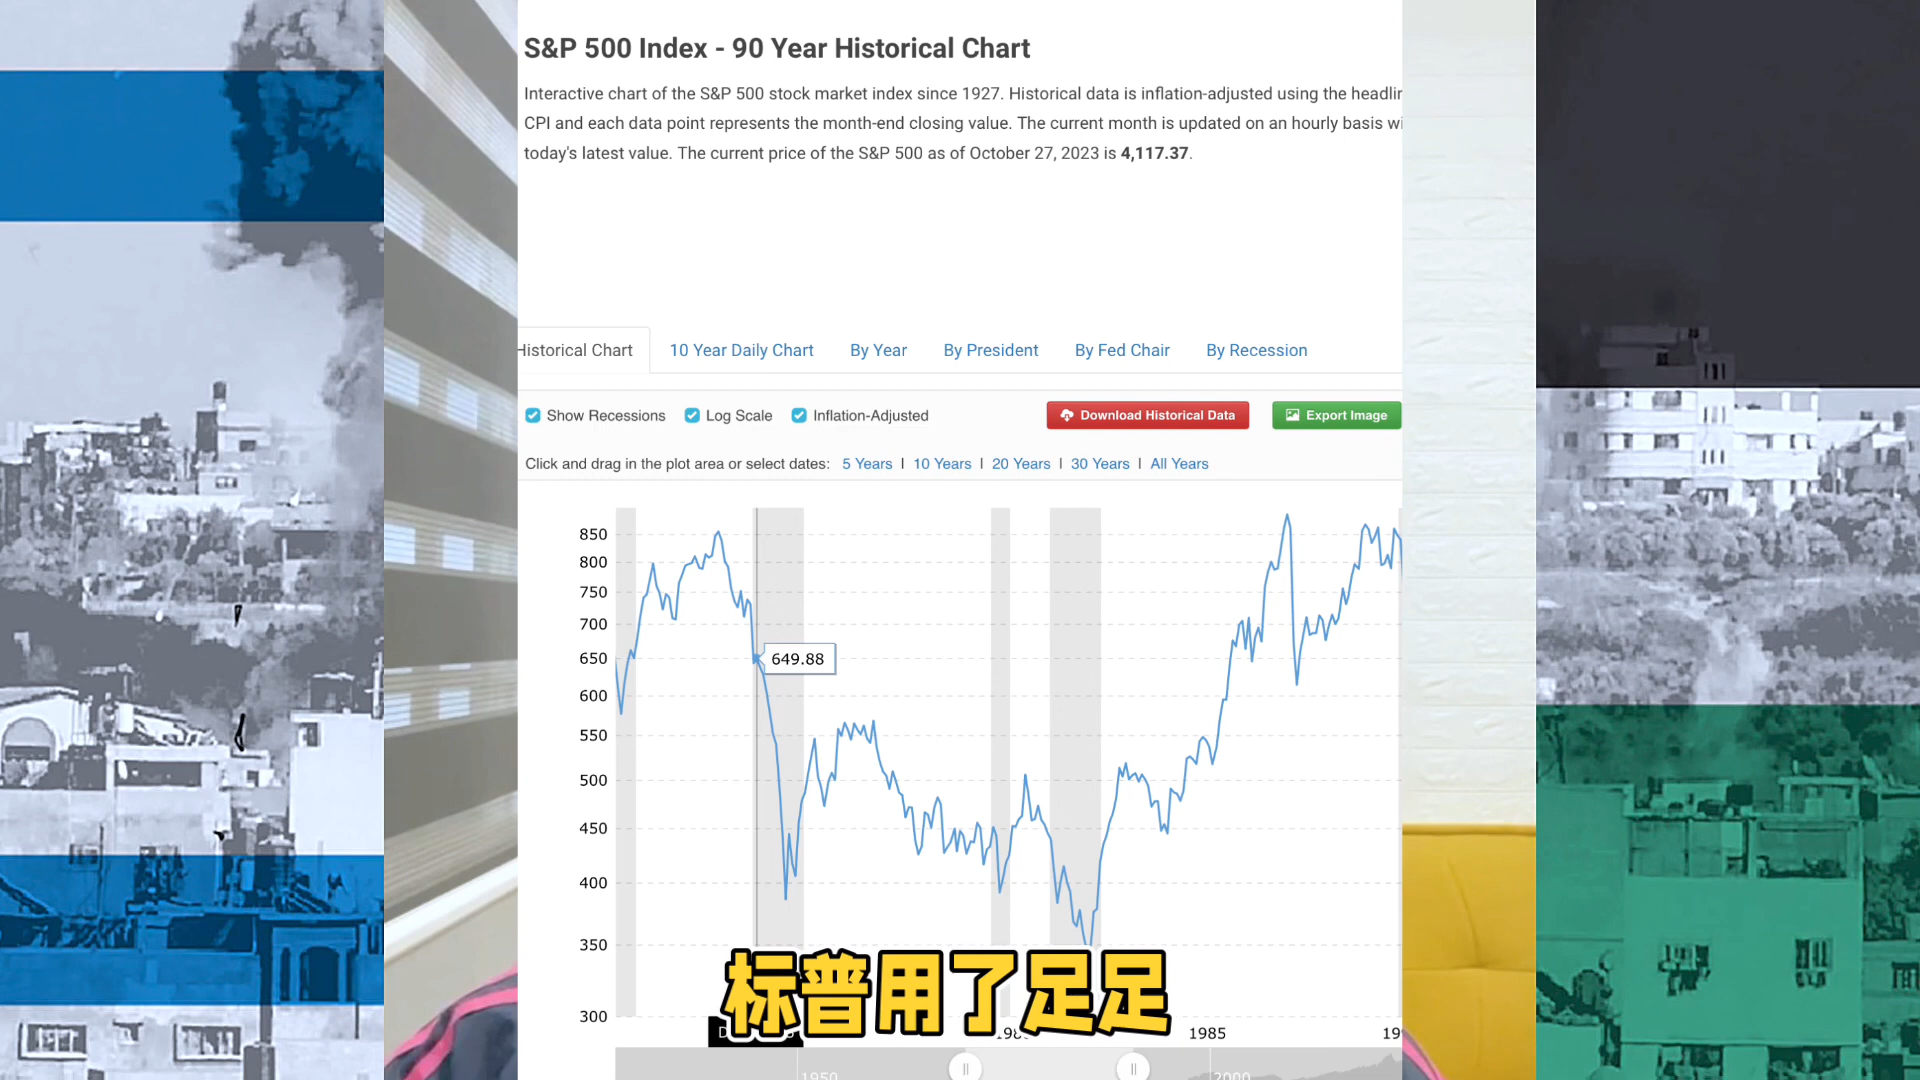 S&P 500 Index - 90 Year Historical Chart
Interactive chart of the S&P 500 stock market index since 1927. Historical data is inflation-adjusted using the
CPI and each data point represents the month-end closing value. The current month is updated on an hourly basis
today's latest value. The current price of the S&P 500 as of October 27, 2023 is 4,117.37.
Historical Chart 10 Year Daily Chart By Year By President By Fed Chair By Recession
Show Recessions Log Scale Inflation-Adjusted Download Historical Data Export Image
Click and drag in the plot area or select dates: 5 Years | 10 Years | 20 Years | 30 Years | All Years
850
800
750
700
650
649.88
600
550
500
450
400
350
300
标普用了足足
1985
1950
2000